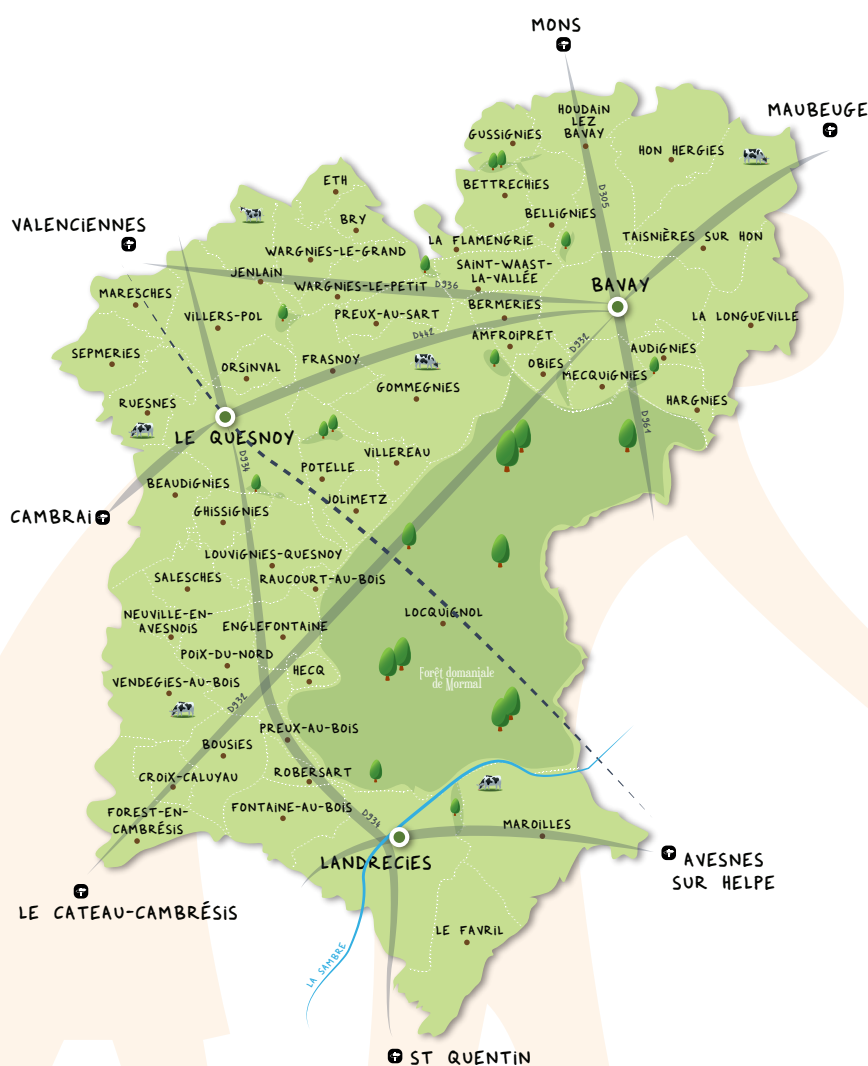 MONS
MAUBEUGE
HOUDAIN
LEZ
BAVAY
GUSSIGNIES
HON HERGIES
ETH
BETTRECHIES
D305
BRY
BELLIGNIES
VALENCIENNES
LA FLAMENGRIE
TAISNIÈRES SUR HON
WARGNIES-LE-GRAND
JENLAIN
SAINT-WAAST-
LA-VALLÉE
MARESCHES
WARGNIES-LE-PETIT
D936
BAVAY
VILLERS-POL
PREUX-AU-SART
BERMERIES
LA LONGUEVILLE
D442
AMFROIPRET
D932
SEPMERIES
FRASNOY
OBIES
AUDIGNIES
ORSINVAL
MECQUIGNIES
GOMMEGNIES
RUESNES
HARGNIES
D961
LE QUESNOY
D934
VILLEREAU
POTELLE
BEAUDIGNIES
JOLIMETZ
CAMBRAI
GHISSIGNIES
LOUVIGNIES-QUESNOY
SALESCHES
RAUCOURT-AU-BOIS
NEUVILLE-EN-
AVESNOIS
ENGLEFONTAINE
LOCQUIGNOL
POIX-DU-NORD
HECQ
Forêt domaniale
de Mormal
VENDEGIES-AU-BOIS
D932
PREUX-AU-BOIS
BOUSIES
CROIX-CALUYAU
ROBERSART
FOREST-EN-
CAMBRÉSIS
FONTAINE-AU-BOIS
D934
MAROILLES
LANDRECIES
AVESNES
SUR HELPE
LE CATEAU-CAMBRÉSIS
LE FAVRIL
LA SAMBRE
ST QUENTIN